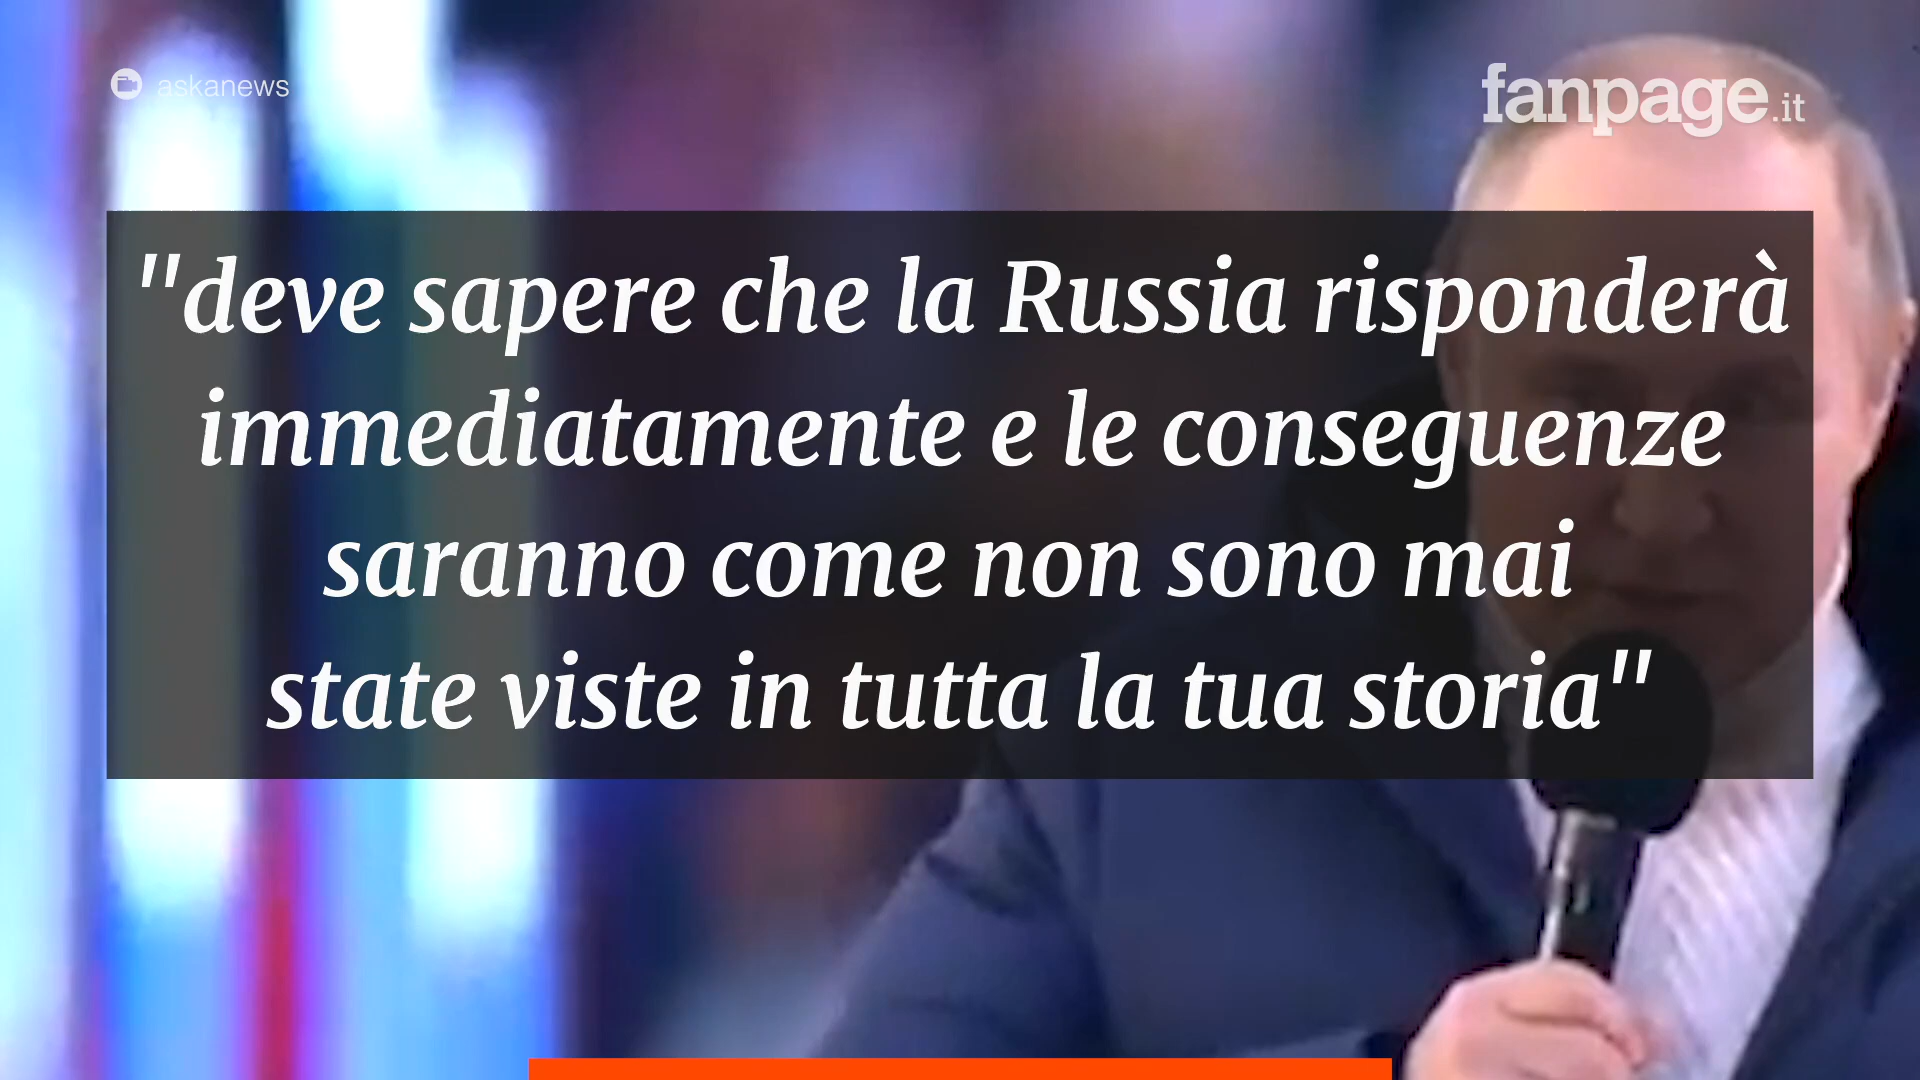 askanews
fanpage.it
"deve sapere che la Russia risponderà
immediatamente e le conseguenze
saranno come non sono mai
state viste in tutta la tua storia"